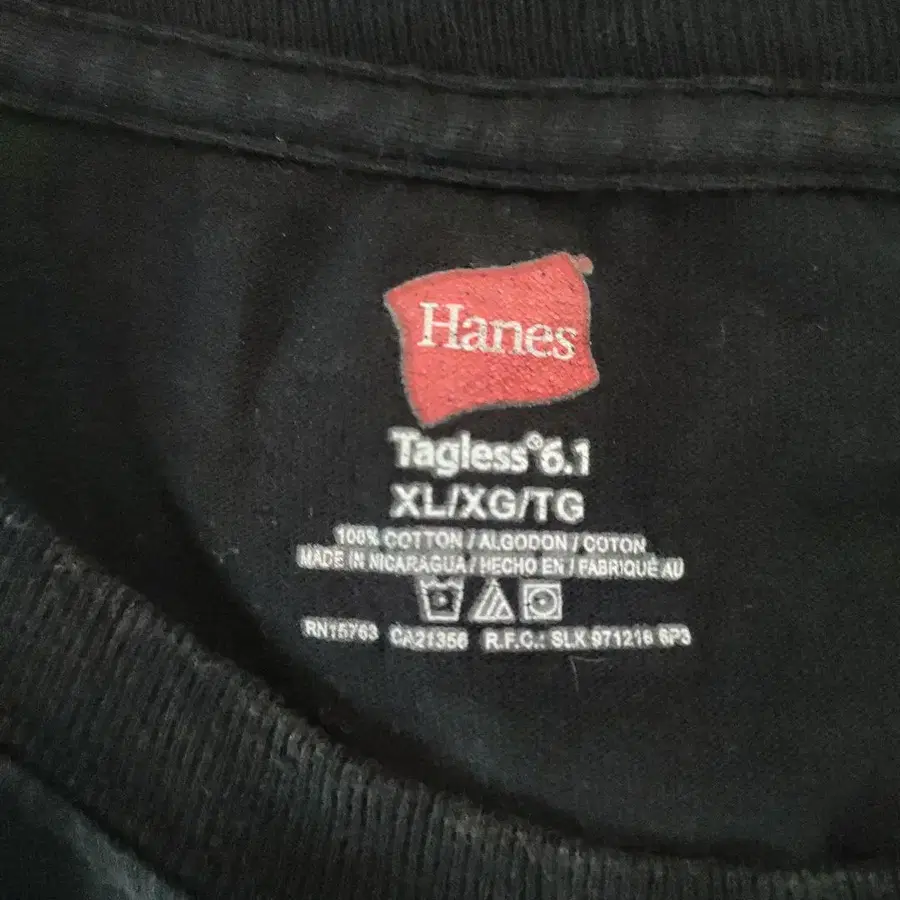 Hanes
Tagless® 6.1
XL/XG/TG
100% COTTON / ALGODON / COTON
MADE IN NICARAGUA / HECHO EN / FABRIQUÉ AU
RN15763 CA21356 R.F.C.: SLK 971216 6P3